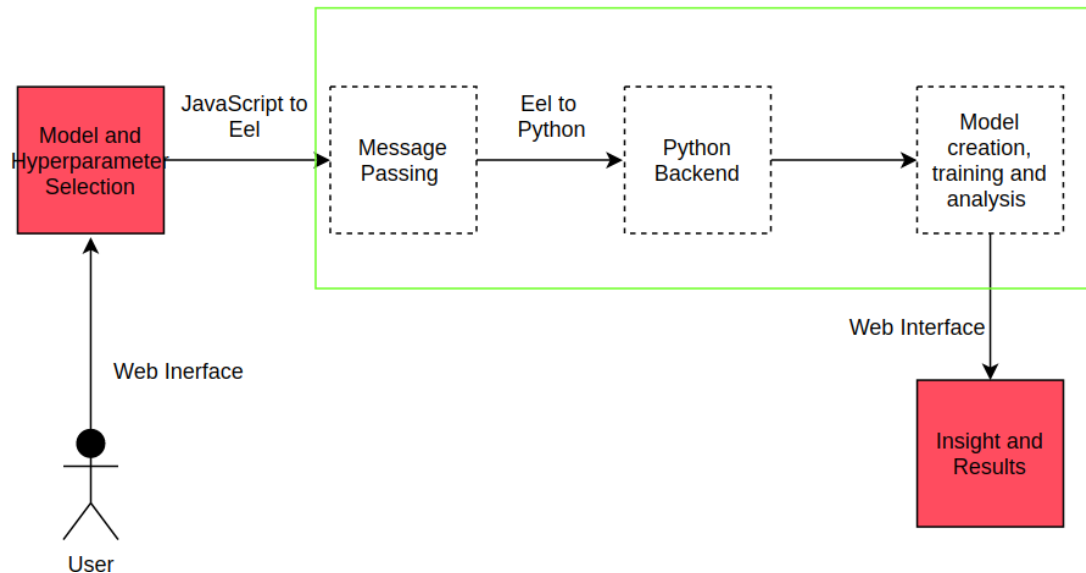 JavaScript to
Eel
Eel to
Python
Model and
Hyperparameter
Selection
Message
Passing
Python
Backend
Model
creation,
training and
analysis
Web Interface
Web Inerface
Insight and
Results
User